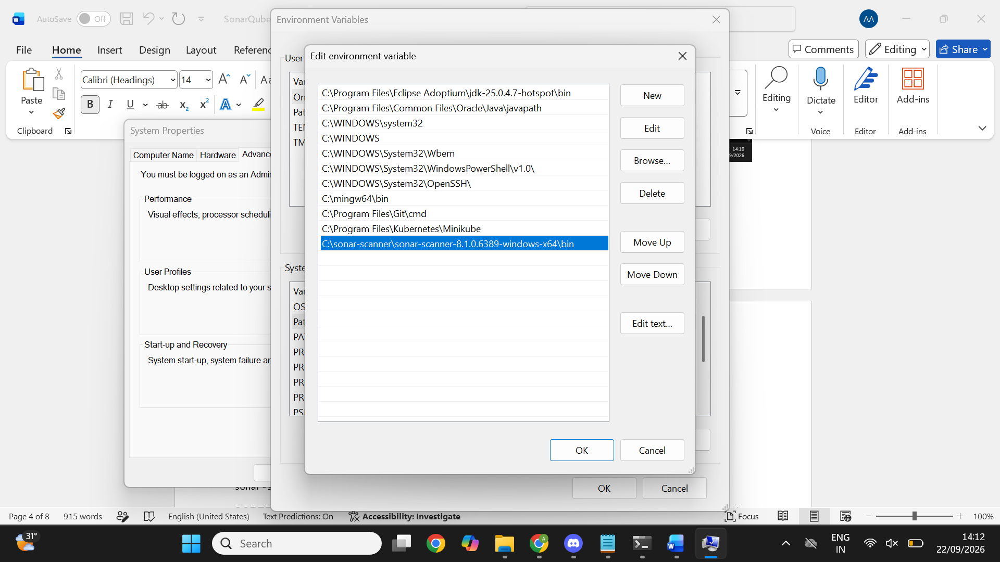 AutoSave Off SonarQube
AA
File Home Insert Design Layout Referenc
Comments Editing Share
Paste
Clipboard
Calibri (Headings) 14
B I U ab x₂ x² A
Editing
Dictate
Voice
Editor
Editor
Add-ins
Add-ins
14:10
9/2026
System Properties
Computer Name Hardware Advanc
You must be logged on as an Admi
Performance
Visual effects, processor scheduli
User Profiles
Desktop settings related to your s
Start-up and Recovery
System start-up, system failure an
Environment Variables
User
Var
On
Pat
TEM
TM
Syste
Var
OS
Pat
PA
PR
PR
PR
PR
PS
OK Cancel
Edit environment variable
C:\Program Files\Eclipse Adoptium\jdk-25.0.4.7-hotspot\bin
C:\Program Files\Common Files\Oracle\Java\javapath
C:\WINDOWS\system32
C:\WINDOWS
C:\WINDOWS\System32\Wbem
C:\WINDOWS\System32\WindowsPowerShell\v1.0\
C:\WINDOWS\System32\OpenSSH\
C:\mingw64\bin
C:\Program Files\Git\cmd
C:\Program Files\Kubernetes\Minikube
C:\sonar-scanner\sonar-scanner-8.1.0.6389-windows-x64\bin
New
Edit
Browse...
Delete
Move Up
Move Down
Edit text...
OK Cancel
Page 4 of 8 915 words English (United States) Text Predictions: On Accessibility: Investigate Focus 100%
31°
Search
ENG
IN
14:12
22/09/2026